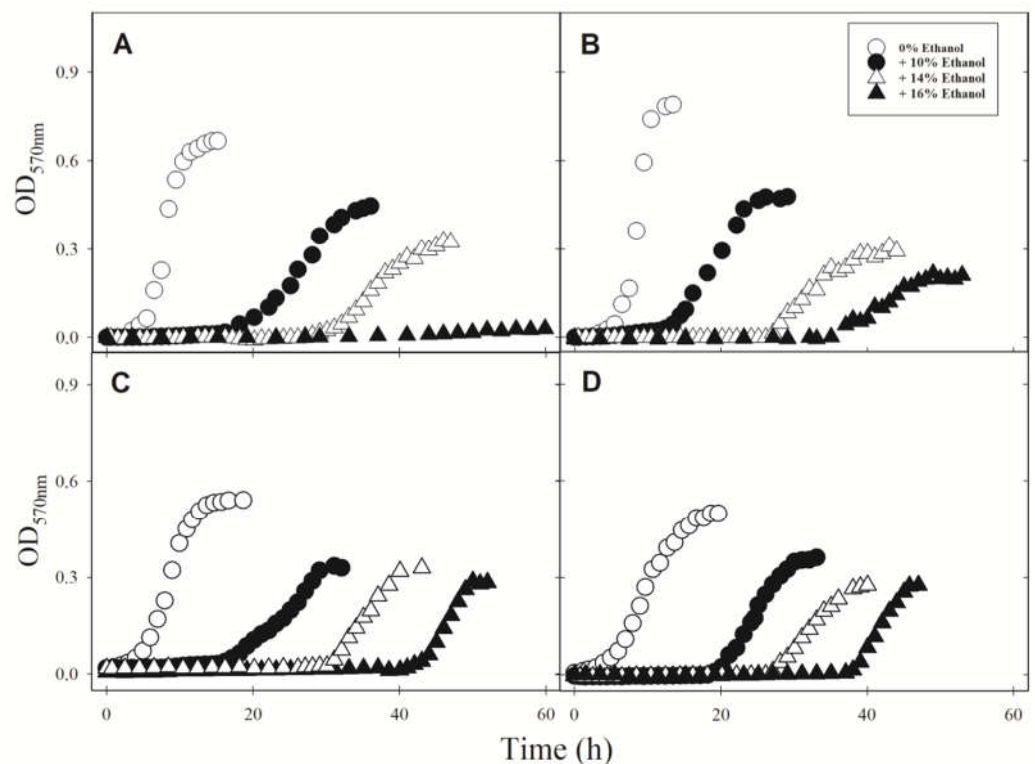 A
B
0% Ethanol
+ 10% Ethanol
+ 14% Ethanol
+ 16% Ethanol
0.9
0.6
0.3
0.0
OD570nm
C
D
0.9
0.6
0.3
0.0
OD570nm
0 20 40 60 0 20 40 60
Time (h)